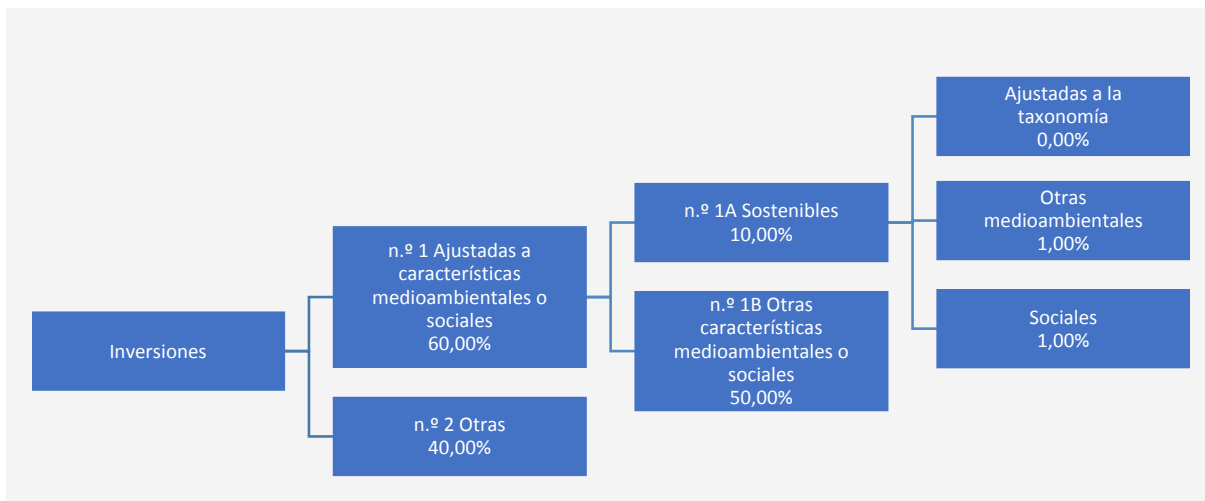 Inversiones
n.º 1 Ajustadas a
características
medioambientales o
sociales
60,00%
n.º 2 Otras
40,00%
n.º 1A Sostenibles
10,00%
n.º 1B Otras
características
medioambientales o
sociales
50,00%
Ajustadas a la
taxonomía
0,00%
Otras
medioambientales
1,00%
Sociales
1,00%